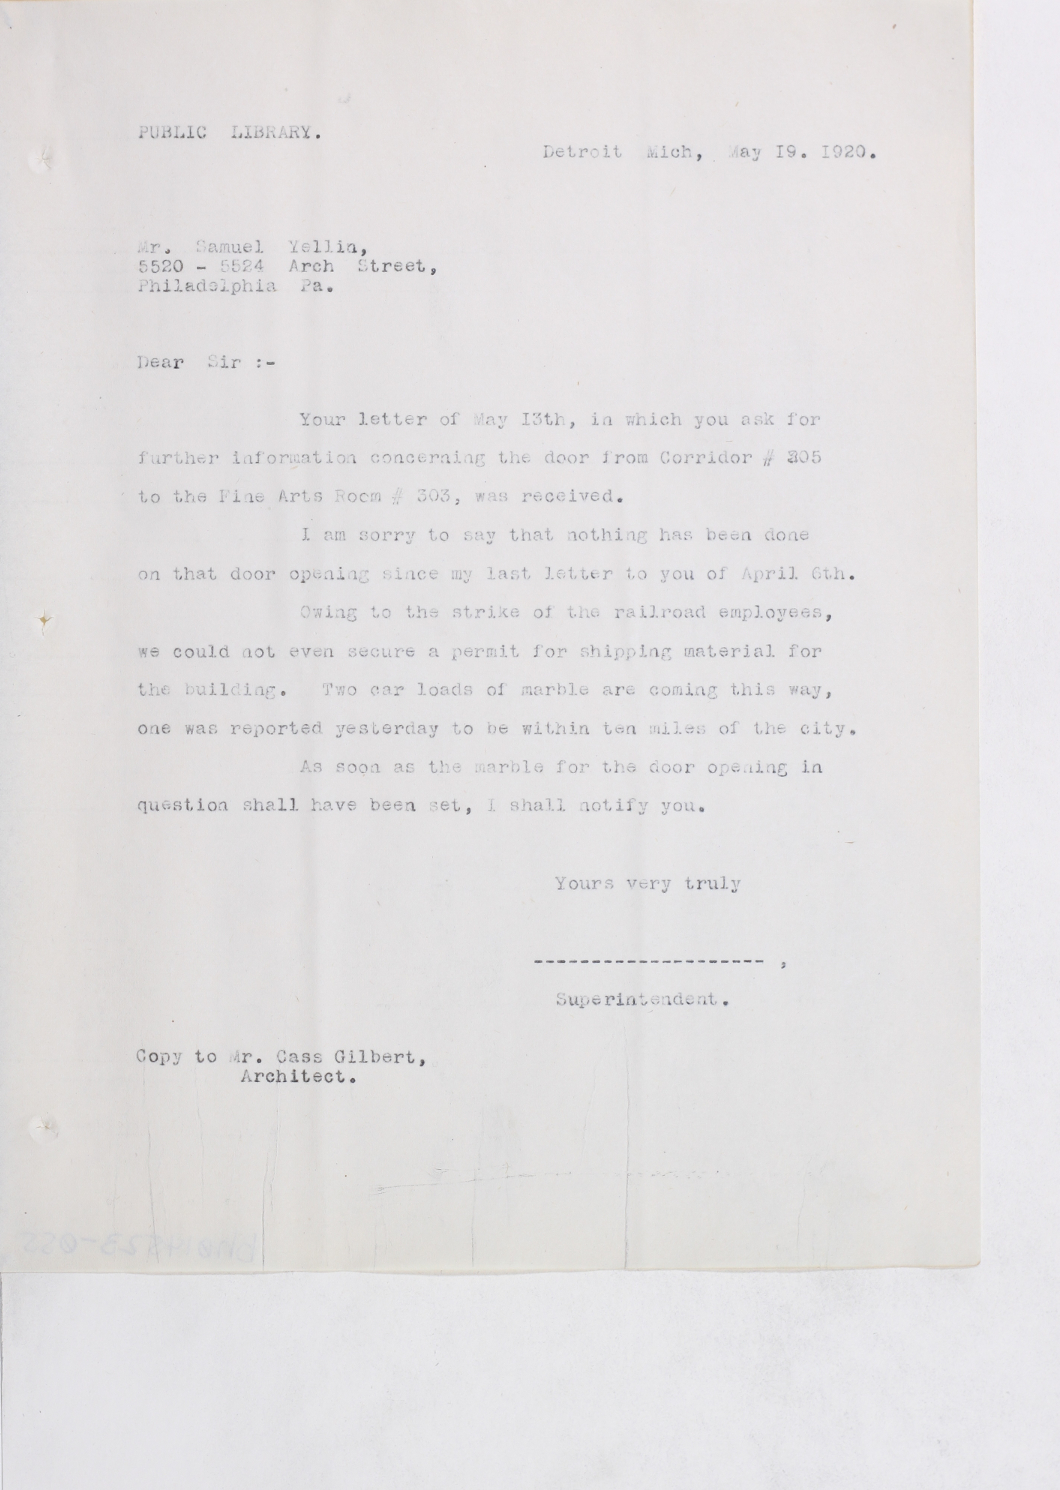 PUBLIC LIBRARY.
Detroit Mich, May I9. I920.
Mr. Samuel Yellin,
5520 - 5524 Arch Street,
Philadelphia Pa.
Dear Sir :-
Your letter of May I3th, in which you ask for
further information concerning the door from Corridor # 305
to the Fine Arts Room # 303, was received.
I am sorry to say that nothing has been done
on that door opening since my last letter to you of April 6th.
Owing to the strike of the railroad employees,
we could not even secure a permit for shipping material for
the building. Two car loads of marble are coming this way,
one was reported yesterday to be within ten miles of the city.
As soon as the marble for the door opening in
question shall have been set, I shall notify you.
Yours very truly
-------------------- ,
Superintendent.
Copy to Mr. Cass Gilbert,
Architect.